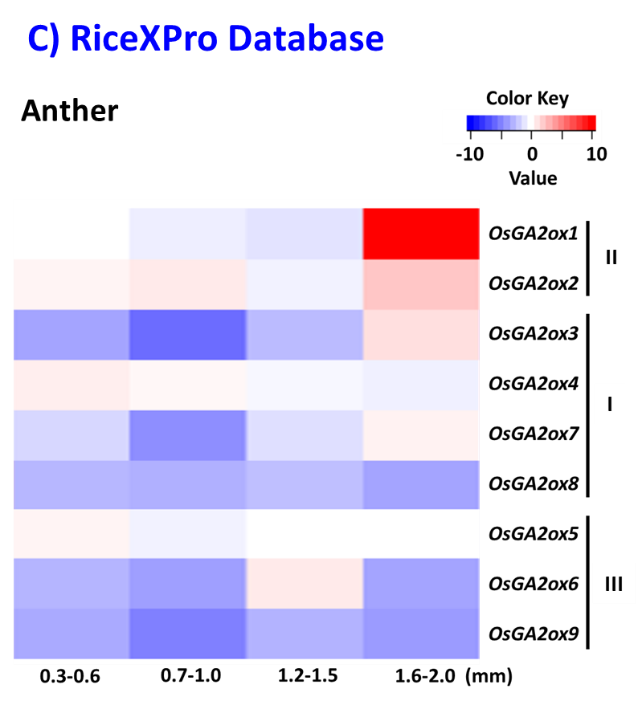 C) RiceXPro Database
Anther
Color Key
-10 0 10
Value
OsGA2ox1
OsGA2ox2
II
OsGA2ox3
OsGA2ox4
OsGA2ox7
OsGA2ox8
I
OsGA2ox5
OsGA2ox6
OsGA2ox9
III
0.3-0.6 0.7-1.0 1.2-1.5 1.6-2.0 (mm)